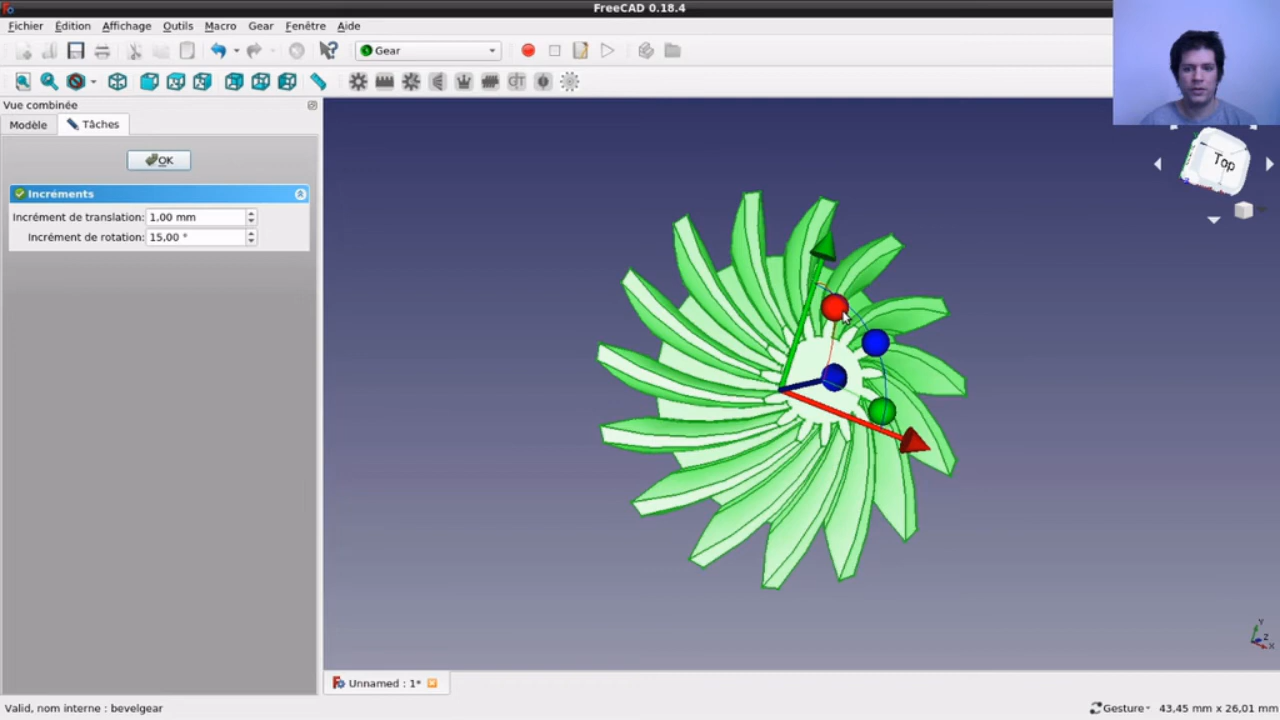 FreeCAD 0.18.4
Fichier Édition Affichage Outils Macro Gear Fenêtre Aide
Gear
Vue combinée
Modèle Tâches
OK
Incréments
Incrément de translation: 1,00 mm
Incrément de rotation: 15,00 °
Top
Y
Z
X
Unnamed : 1*
Valid, nom interne : bevelgear
Gesture 43,45 mm x 26,01 mm